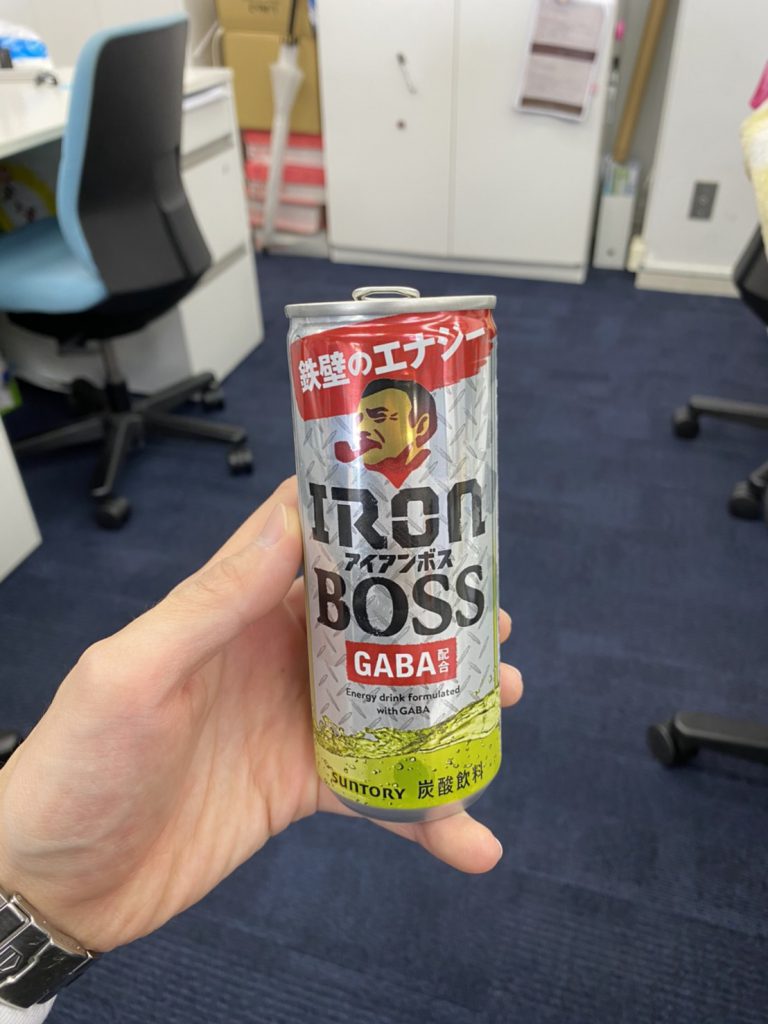 鉄壁のエナジー
IRON
アイアンボス
BOSS
GABA配合
Energy drink formulated
with GABA
SUNTORY 炭酸飲料